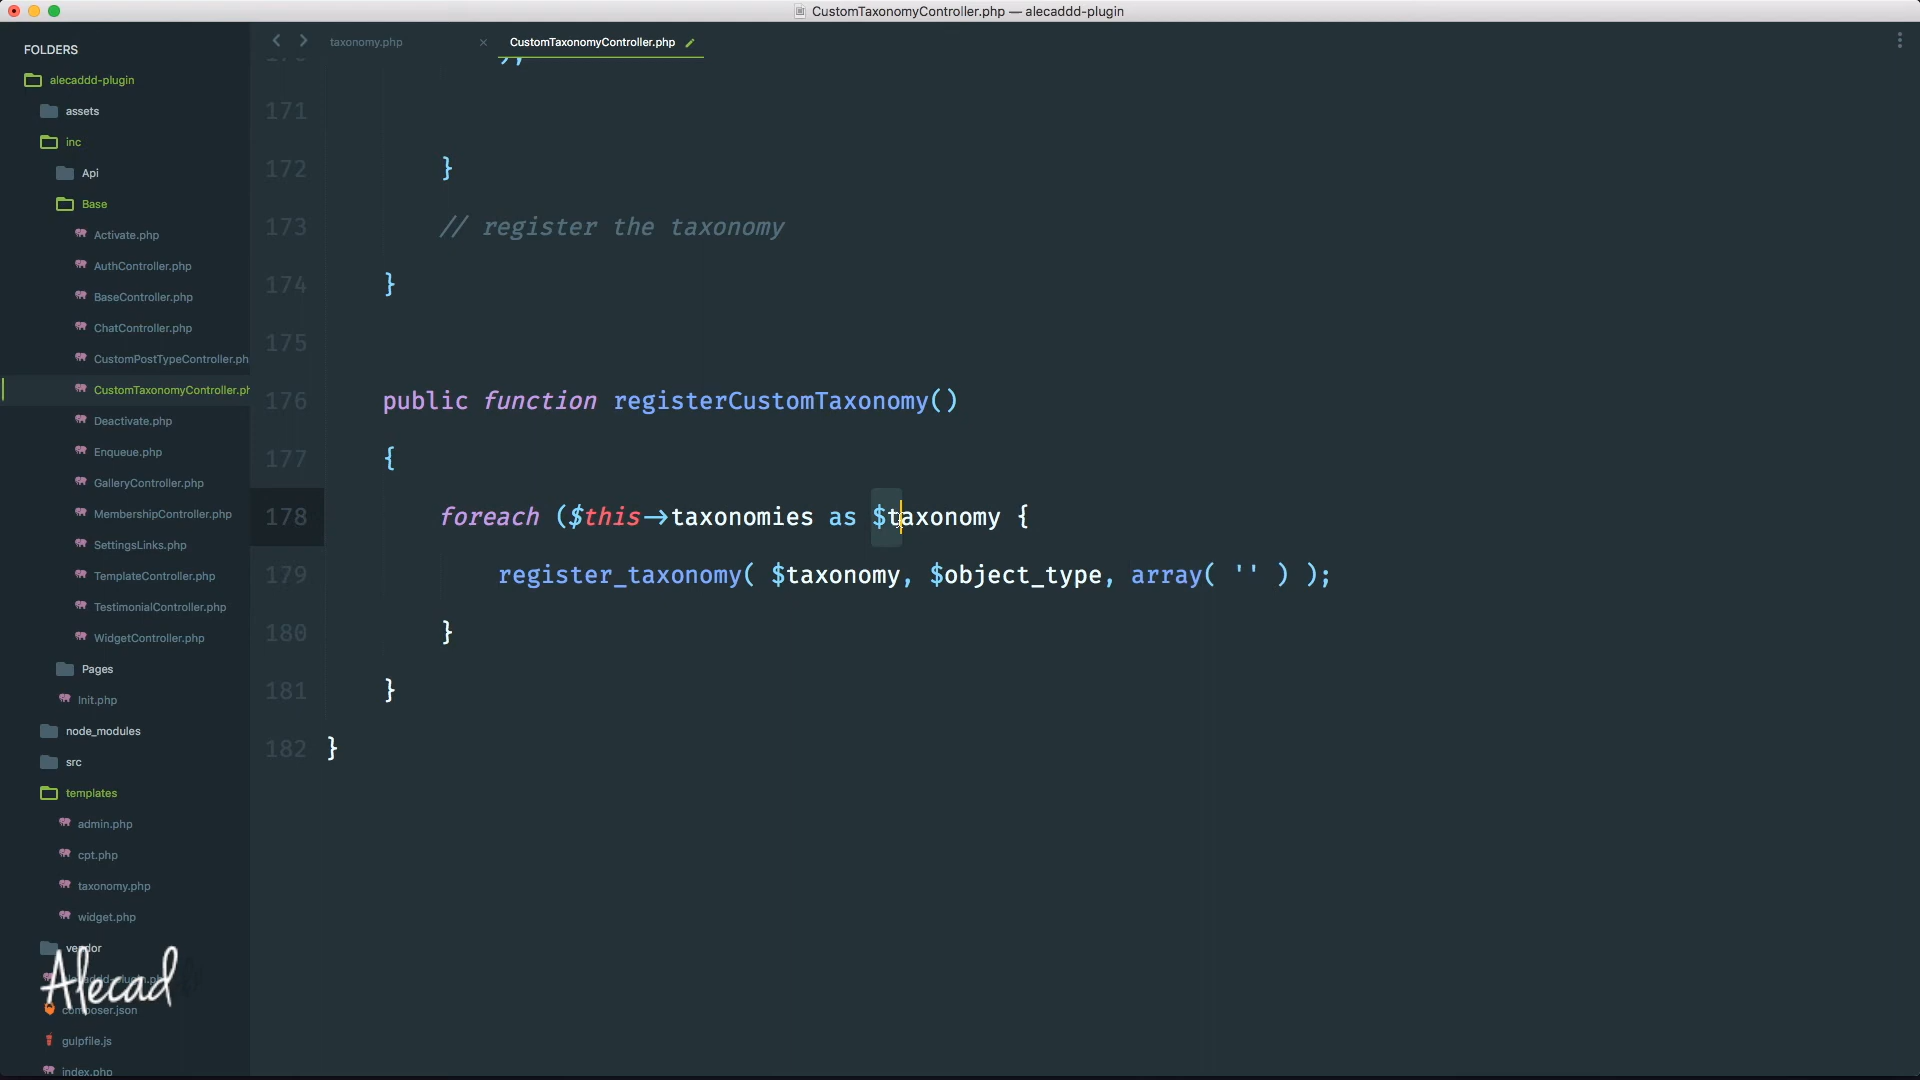 CustomTaxonomyController.php — alecaddd-plugin
FOLDERS
alecaddd-plugin
assets
inc
Api
Base
Activate.php
AuthController.php
BaseController.php
ChatController.php
CustomPostTypeController.ph
CustomTaxonomyController.ph
Deactivate.php
Enqueue.php
GalleryController.php
MembershipController.php
SettingsLinks.php
TemplateController.php
TestimonialController.php
WidgetController.php
Pages
Init.php
node_modules
src
templates
admin.php
cpt.php
taxonomy.php
widget.php
vendor
Alecad
composer.json
gulpfile.js
index.php
taxonomy.php
CustomTaxonomyController.php
171
172 }
173 // register the taxonomy
174 }
175
176 public function registerCustomTaxonomy()
177 {
178 foreach ($this->taxonomies as $taxonomy {
179 register_taxonomy( $taxonomy, $object_type, array( '' ) );
180 }
181 }
182 }